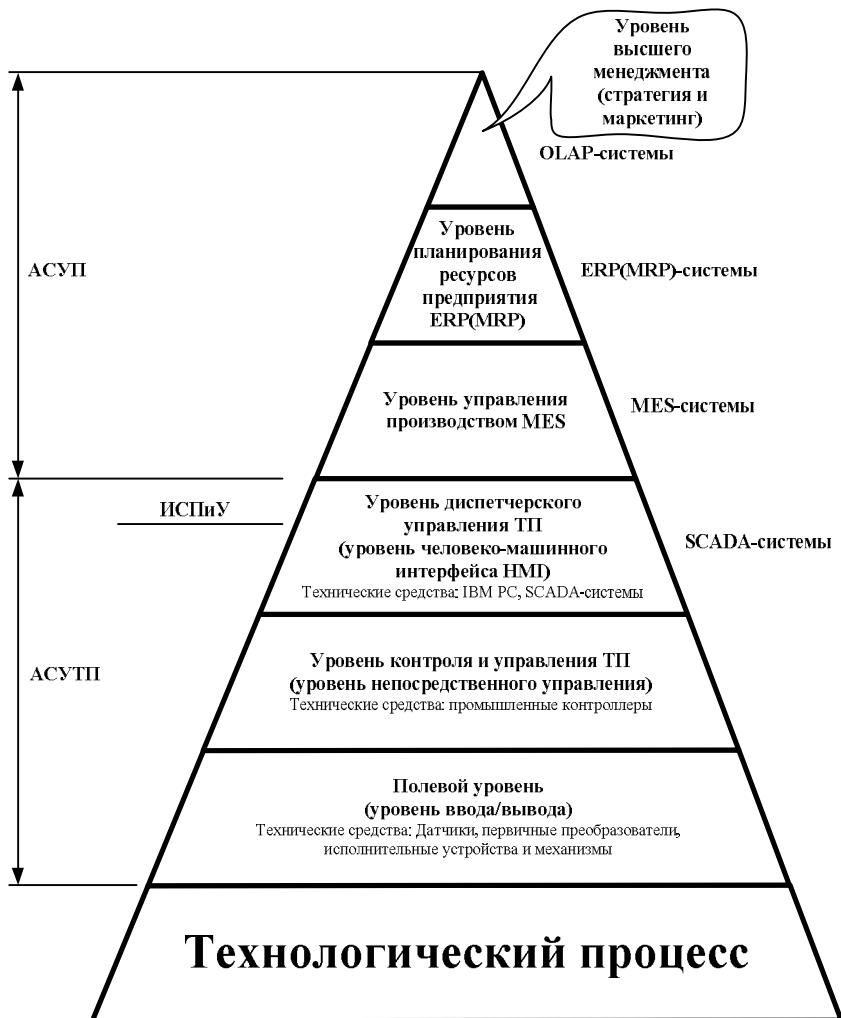 Уровень
высшего
менеджмента
(стратегия и
маркетинг)
OLAP-системы
Уровень
планирования
ресурсов
предприятия
ERP(MRP)
АСУП
ERP(MRP)-системы
Уровень управления
производством MES
MES-системы
ИСПиУ
Уровень диспетчерского
управления ТП
(уровень человеко-машинного
интерфейса HMI)
Технические средства: IBM PC, SCADA-системы
SCADA-системы
АСУТП
Уровень контроля и управления ТП
(уровень непосредственного управления)
Технические средства: промышленные контроллеры
Полевой уровень
(уровень ввода/вывода)
Технические средства: Датчики, первичные преобразователи,
исполнительные устройства и механизмы
Технологический процесс